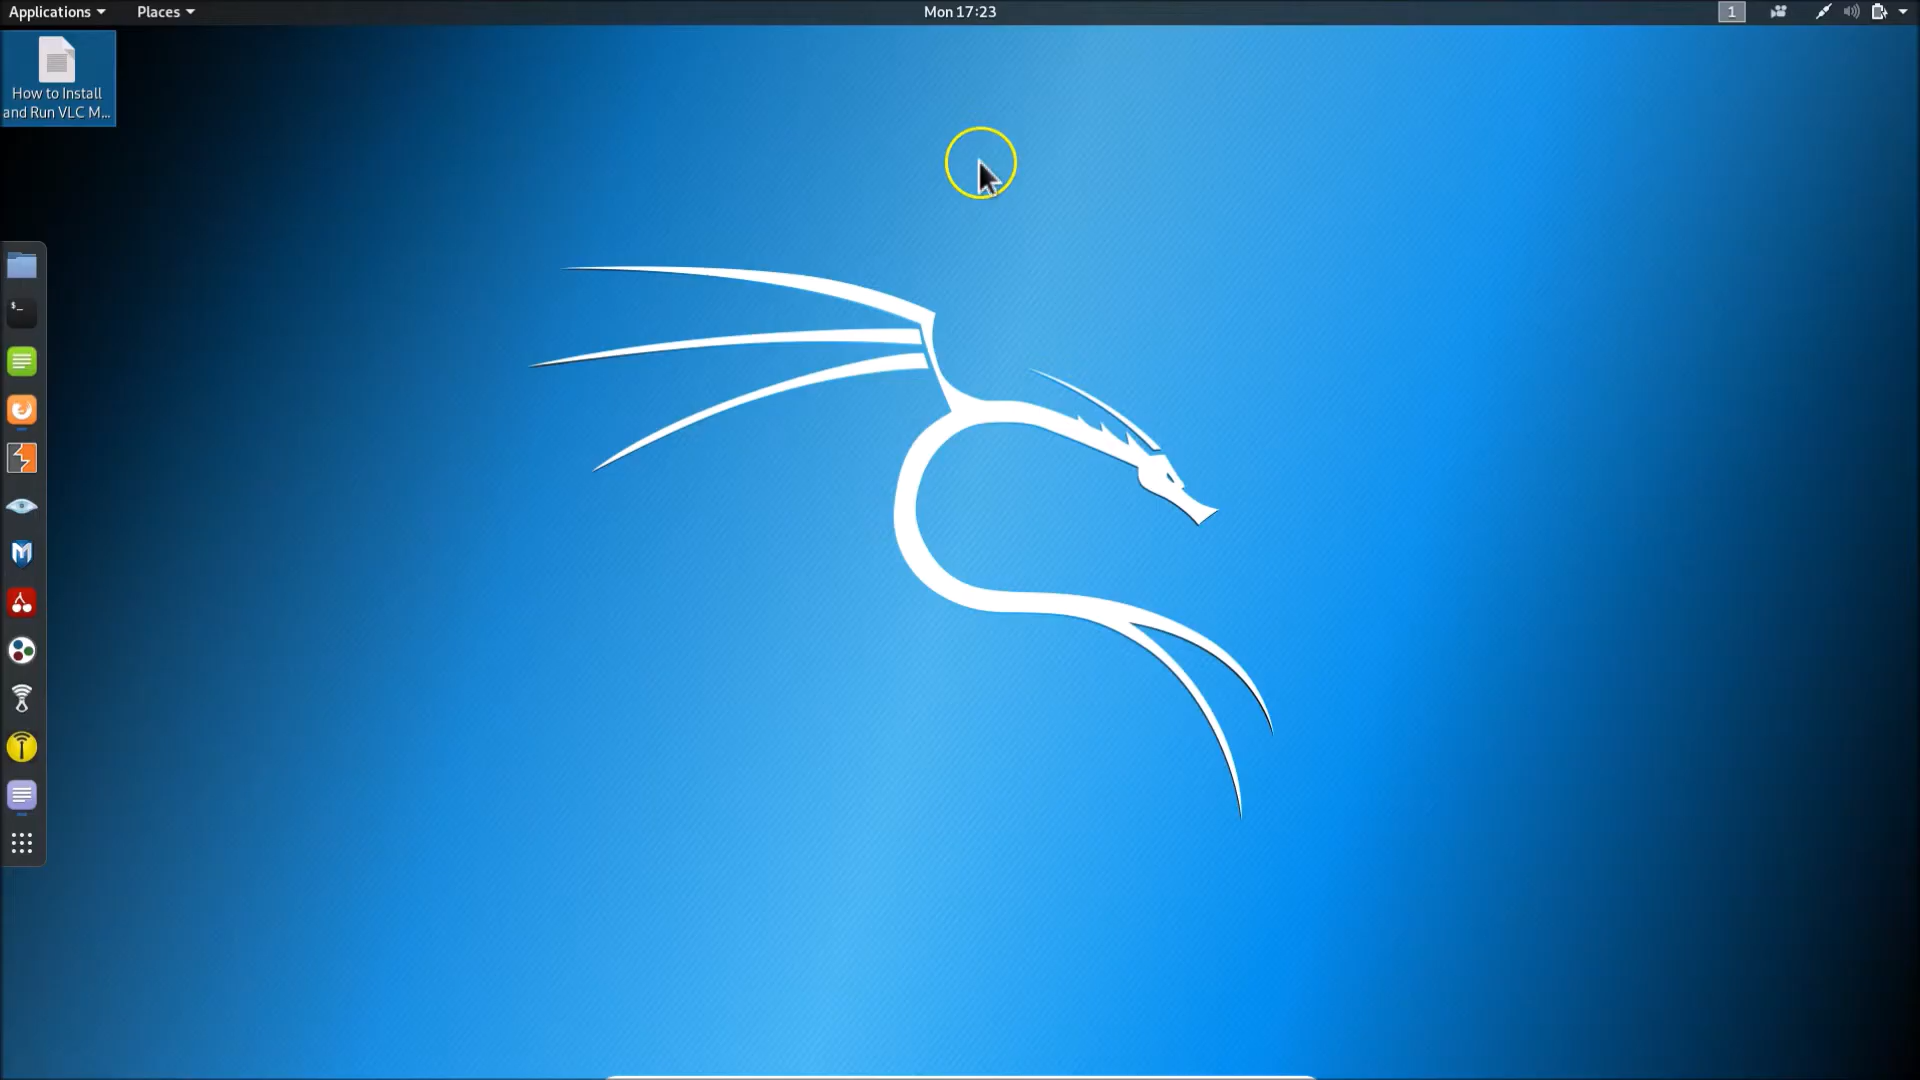 Applications
Places
Mon 17:23
1
How to Install
and Run VLC M...
$_